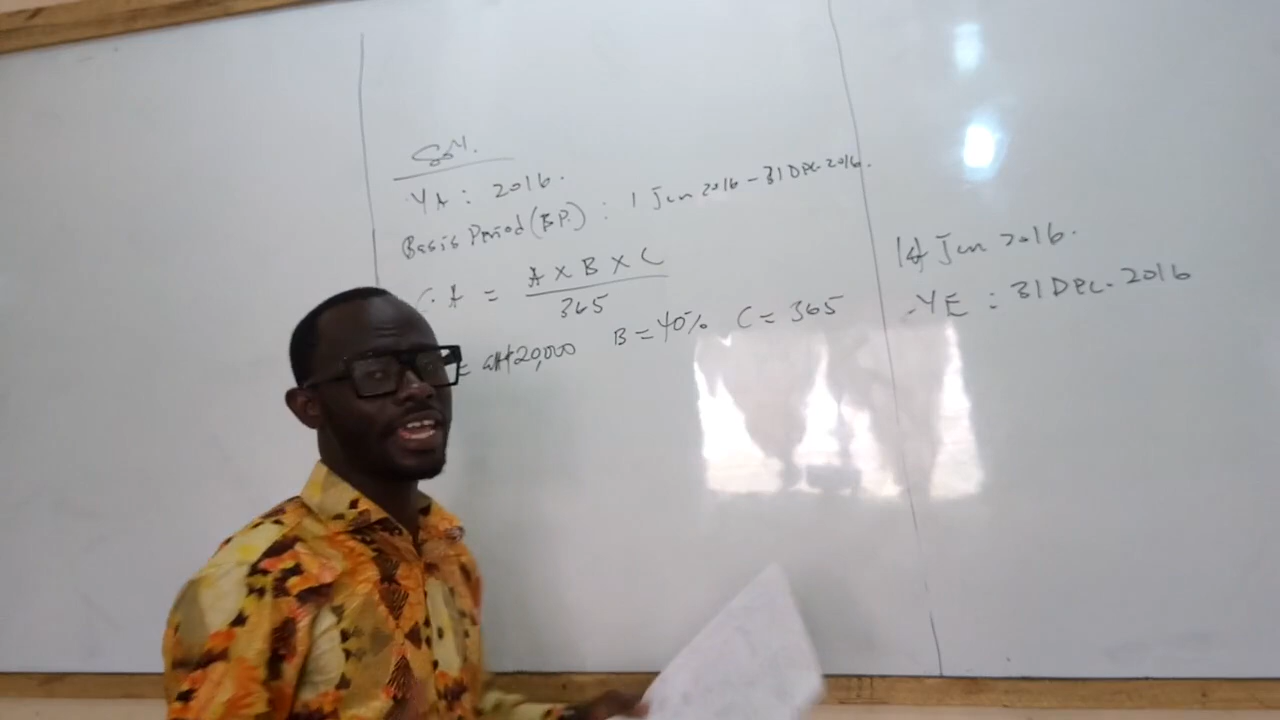 Soln.
YA: 2016.
Basis Period (B.P.) : 1 Jan 2016 - 31 Dec. 2016.
C.A = A X B X C
365
= GH¢20,000 B = 40% C = 365
1st Jan 2016.
YE : 31 Dec. 2016